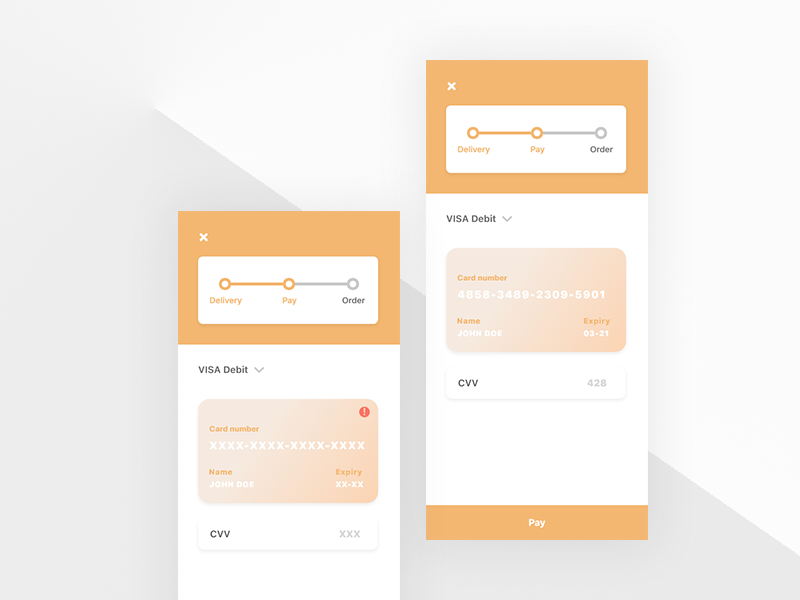 Delivery Pay Order
VISA Debit
Card number
XXXX-XXXX-XXXX-XXXX
Name Expiry
JOHN DOE XX-XX
CVV XXX
Delivery Pay Order
VISA Debit
Card number
4858-3489-2309-5901
Name Expiry
JOHN DOE 03-21
CVV 428
Pay